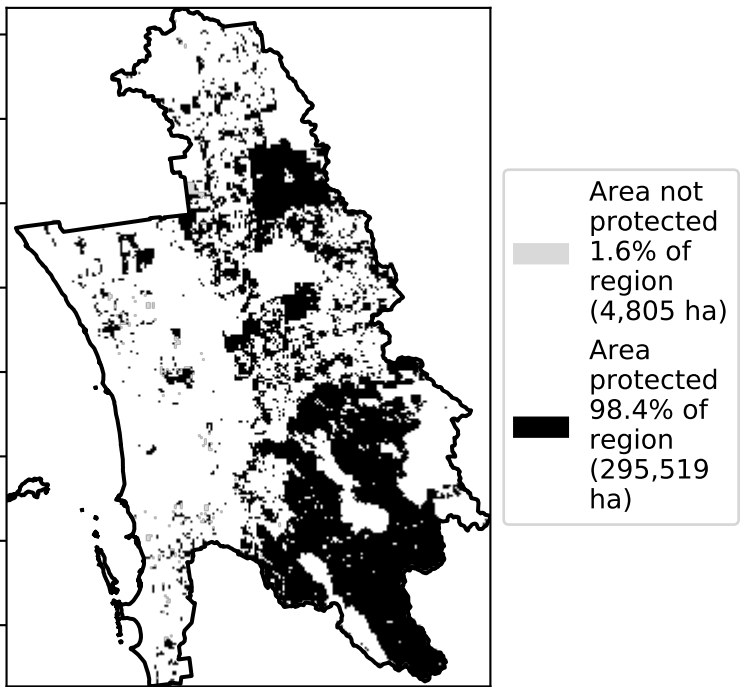 Area not
protected
1.6% of
region
(4,805 ha)
Area
protected
98.4% of
region
(295,519
ha)